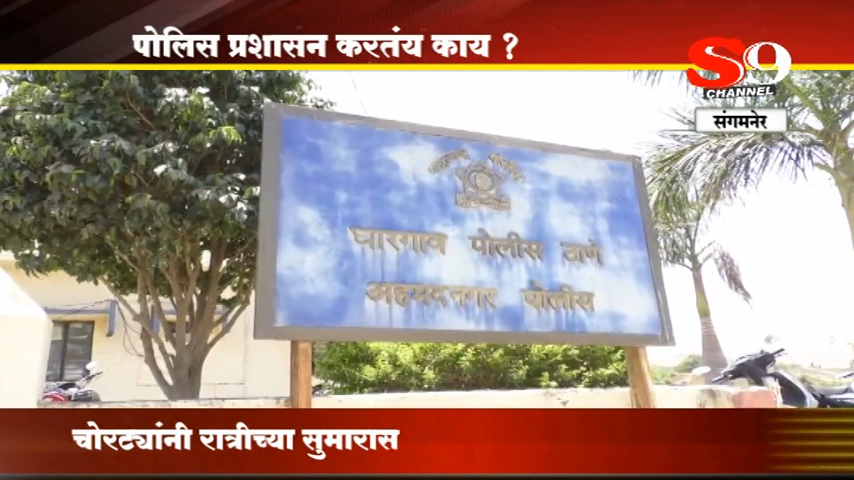 पोलिस प्रशासन करतंय काय ?
S9
CHANNEL
संगमनेर
घारगाव पोलीस ठाणे
अहमदनगर पोलीस
चोरट्यांनी रात्रीच्या सुमारास